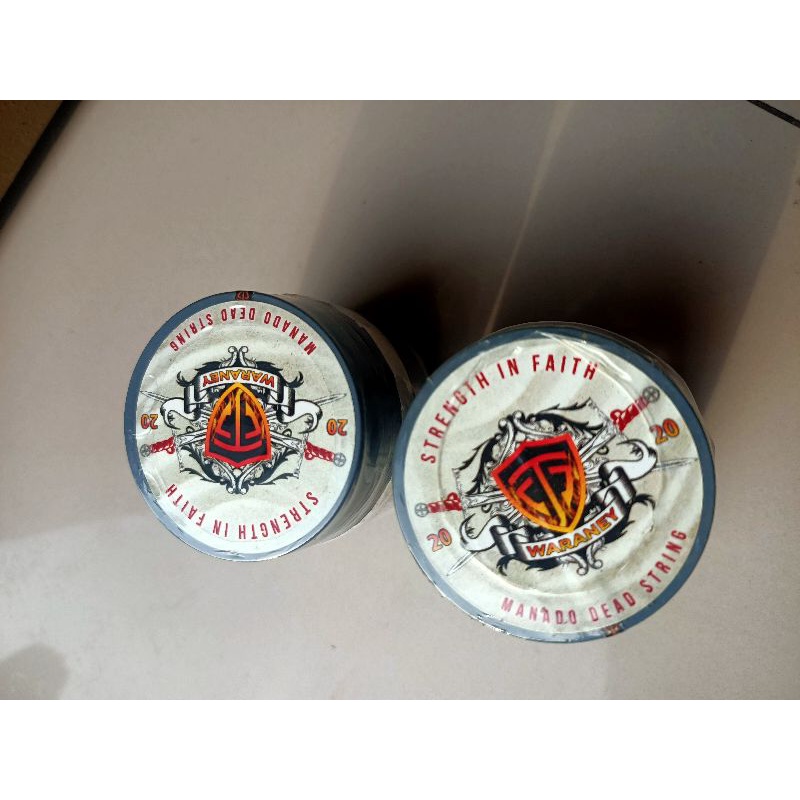 MANADO DEAD STRING
WARANEY
20 20
STRENGTH IN FAITH
STRENGTH IN FAITH
20 20
WARANEY
MANADO DEAD STRING